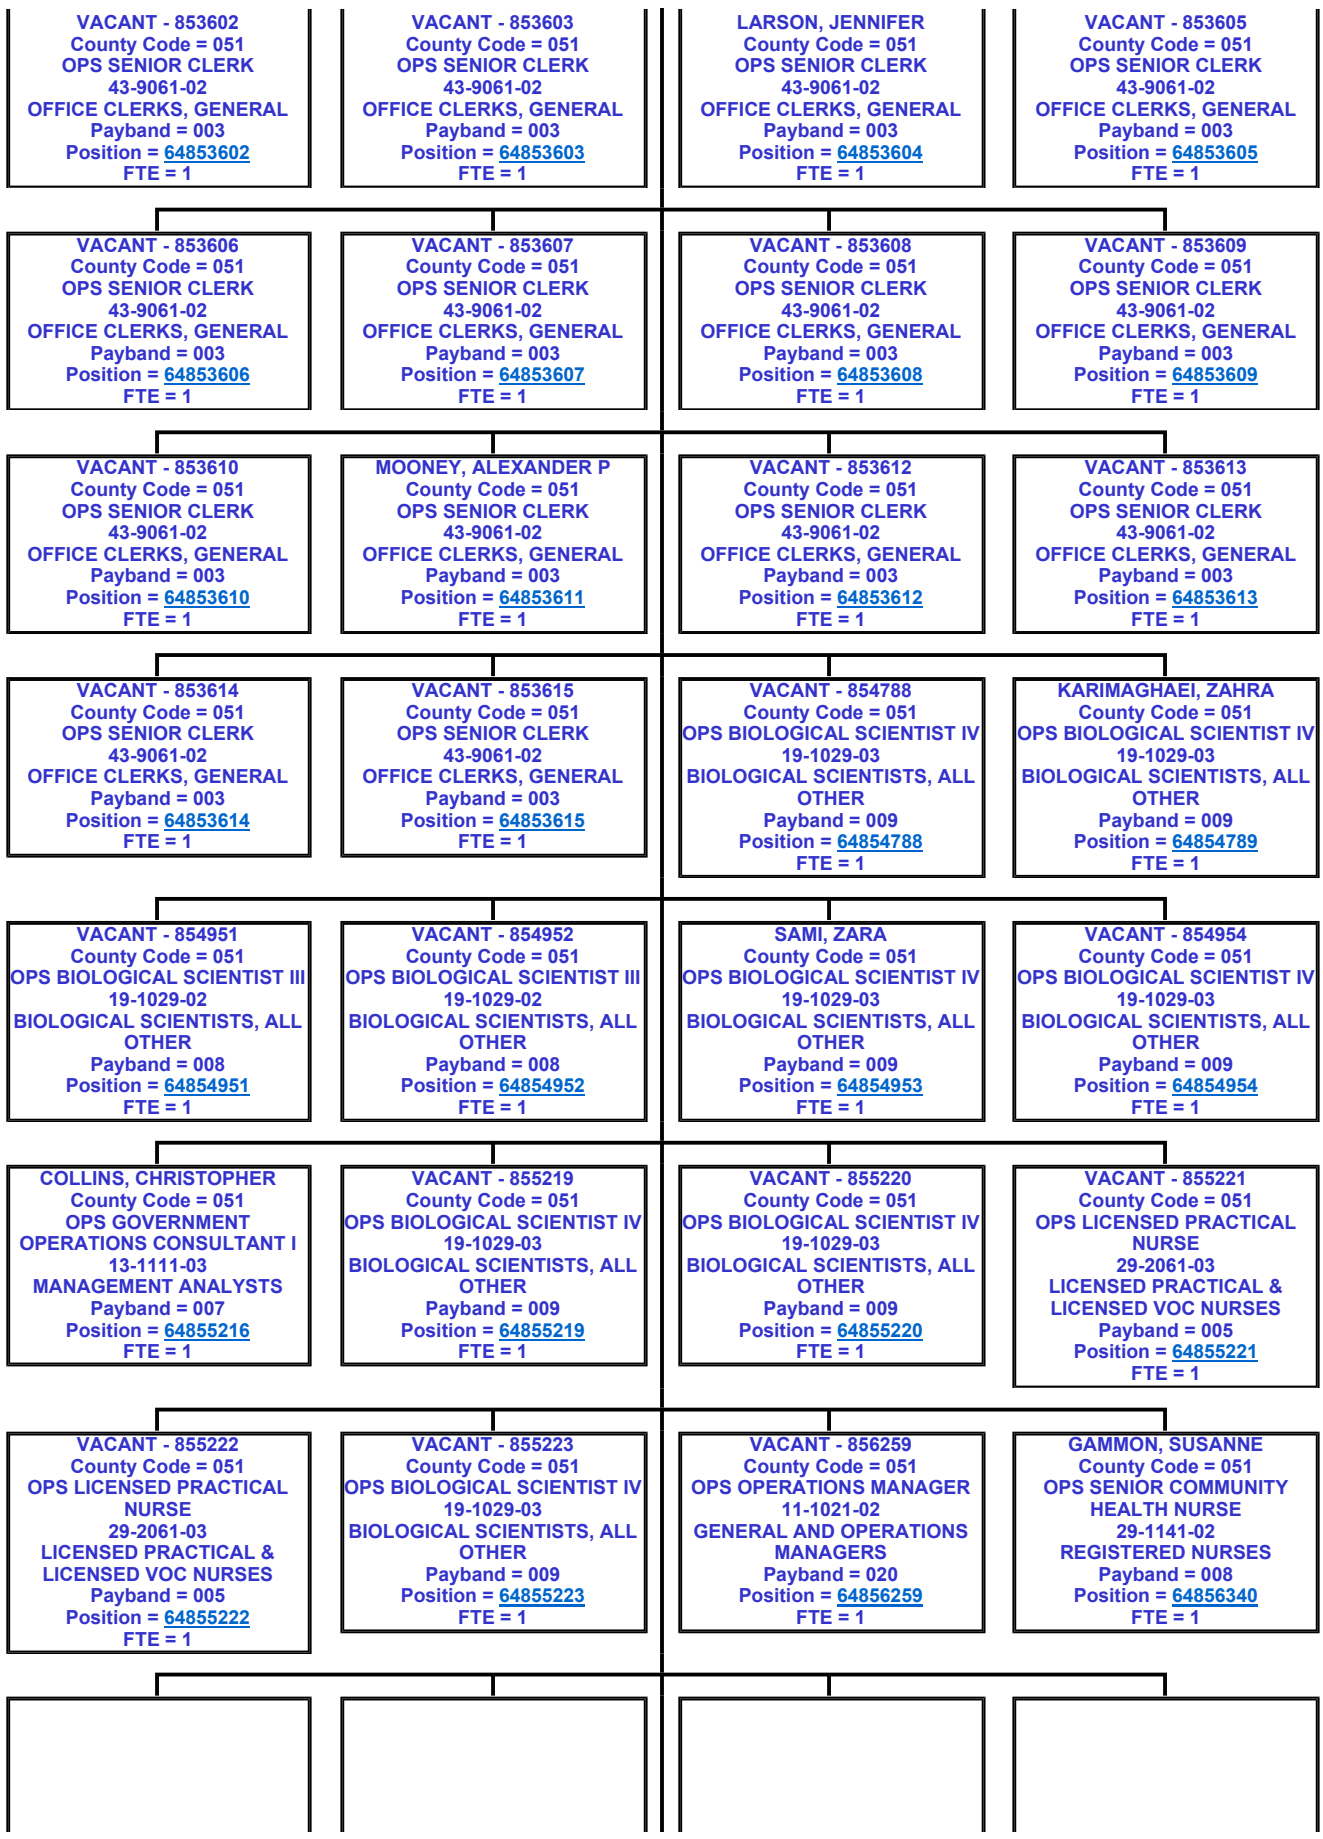 VACANT - 853602
County Code = 051
OPS SENIOR CLERK
43-9061-02
OFFICE CLERKS, GENERAL
Payband = 003
Position = 64853602
FTE = 1
VACANT - 853603
County Code = 051
OPS SENIOR CLERK
43-9061-02
OFFICE CLERKS, GENERAL
Payband = 003
Position = 64853603
FTE = 1
LARSON, JENNIFER
County Code = 051
OPS SENIOR CLERK
43-9061-02
OFFICE CLERKS, GENERAL
Payband = 003
Position = 64853604
FTE = 1
VACANT - 853605
County Code = 051
OPS SENIOR CLERK
43-9061-02
OFFICE CLERKS, GENERAL
Payband = 003
Position = 64853605
FTE = 1
VACANT - 853606
County Code = 051
OPS SENIOR CLERK
43-9061-02
OFFICE CLERKS, GENERAL
Payband = 003
Position = 64853606
FTE = 1
VACANT - 853607
County Code = 051
OPS SENIOR CLERK
43-9061-02
OFFICE CLERKS, GENERAL
Payband = 003
Position = 64853607
FTE = 1
VACANT - 853608
County Code = 051
OPS SENIOR CLERK
43-9061-02
OFFICE CLERKS, GENERAL
Payband = 003
Position = 64853608
FTE = 1
VACANT - 853609
County Code = 051
OPS SENIOR CLERK
43-9061-02
OFFICE CLERKS, GENERAL
Payband = 003
Position = 64853609
FTE = 1
VACANT - 853610
County Code = 051
OPS SENIOR CLERK
43-9061-02
OFFICE CLERKS, GENERAL
Payband = 003
Position = 64853610
FTE = 1
MOONEY, ALEXANDER P
County Code = 051
OPS SENIOR CLERK
43-9061-02
OFFICE CLERKS, GENERAL
Payband = 003
Position = 64853611
FTE = 1
VACANT - 853612
County Code = 051
OPS SENIOR CLERK
43-9061-02
OFFICE CLERKS, GENERAL
Payband = 003
Position = 64853612
FTE = 1
VACANT - 853613
County Code = 051
OPS SENIOR CLERK
43-9061-02
OFFICE CLERKS, GENERAL
Payband = 003
Position = 64853613
FTE = 1
VACANT - 853614
County Code = 051
OPS SENIOR CLERK
43-9061-02
OFFICE CLERKS, GENERAL
Payband = 003
Position = 64853614
FTE = 1
VACANT - 853615
County Code = 051
OPS SENIOR CLERK
43-9061-02
OFFICE CLERKS, GENERAL
Payband = 003
Position = 64853615
FTE = 1
VACANT - 854788
County Code = 051
OPS BIOLOGICAL SCIENTIST IV
19-1029-03
BIOLOGICAL SCIENTISTS, ALL
OTHER
Payband = 009
Position = 64854788
FTE = 1
KARIMAGHAEI, ZAHRA
County Code = 051
OPS BIOLOGICAL SCIENTIST IV
19-1029-03
BIOLOGICAL SCIENTISTS, ALL
OTHER
Payband = 009
Position = 64854789
FTE = 1
VACANT - 854951
County Code = 051
OPS BIOLOGICAL SCIENTIST III
19-1029-02
BIOLOGICAL SCIENTISTS, ALL
OTHER
Payband = 008
Position = 64854951
FTE = 1
VACANT - 854952
County Code = 051
OPS BIOLOGICAL SCIENTIST III
19-1029-02
BIOLOGICAL SCIENTISTS, ALL
OTHER
Payband = 008
Position = 64854952
FTE = 1
SAMI, ZARA
County Code = 051
OPS BIOLOGICAL SCIENTIST IV
19-1029-03
BIOLOGICAL SCIENTISTS, ALL
OTHER
Payband = 009
Position = 64854953
FTE = 1
VACANT - 854954
County Code = 051
OPS BIOLOGICAL SCIENTIST IV
19-1029-03
BIOLOGICAL SCIENTISTS, ALL
OTHER
Payband = 009
Position = 64854954
FTE = 1
COLLINS, CHRISTOPHER
County Code = 051
OPS GOVERNMENT
OPERATIONS CONSULTANT I
13-1111-03
MANAGEMENT ANALYSTS
Payband = 007
Position = 64855216
FTE = 1
VACANT - 855219
County Code = 051
OPS BIOLOGICAL SCIENTIST IV
19-1029-03
BIOLOGICAL SCIENTISTS, ALL
OTHER
Payband = 009
Position = 64855219
FTE = 1
VACANT - 855220
County Code = 051
OPS BIOLOGICAL SCIENTIST IV
19-1029-03
BIOLOGICAL SCIENTISTS, ALL
OTHER
Payband = 009
Position = 64855220
FTE = 1
VACANT - 855221
County Code = 051
OPS LICENSED PRACTICAL
NURSE
29-2061-03
LICENSED PRACTICAL &
LICENSED VOC NURSES
Payband = 005
Position = 64855221
FTE = 1
VACANT - 855222
County Code = 051
OPS LICENSED PRACTICAL
NURSE
29-2061-03
LICENSED PRACTICAL &
LICENSED VOC NURSES
Payband = 005
Position = 64855222
FTE = 1
VACANT - 855223
County Code = 051
OPS BIOLOGICAL SCIENTIST IV
19-1029-03
BIOLOGICAL SCIENTISTS, ALL
OTHER
Payband = 009
Position = 64855223
FTE = 1
VACANT - 856259
County Code = 051
OPS OPERATIONS MANAGER
11-1021-02
GENERAL AND OPERATIONS
MANAGERS
Payband = 020
Position = 64856259
FTE = 1
GAMMON, SUSANNE
County Code = 051
OPS SENIOR COMMUNITY
HEALTH NURSE
29-1141-02
REGISTERED NURSES
Payband = 008
Position = 64856340
FTE = 1